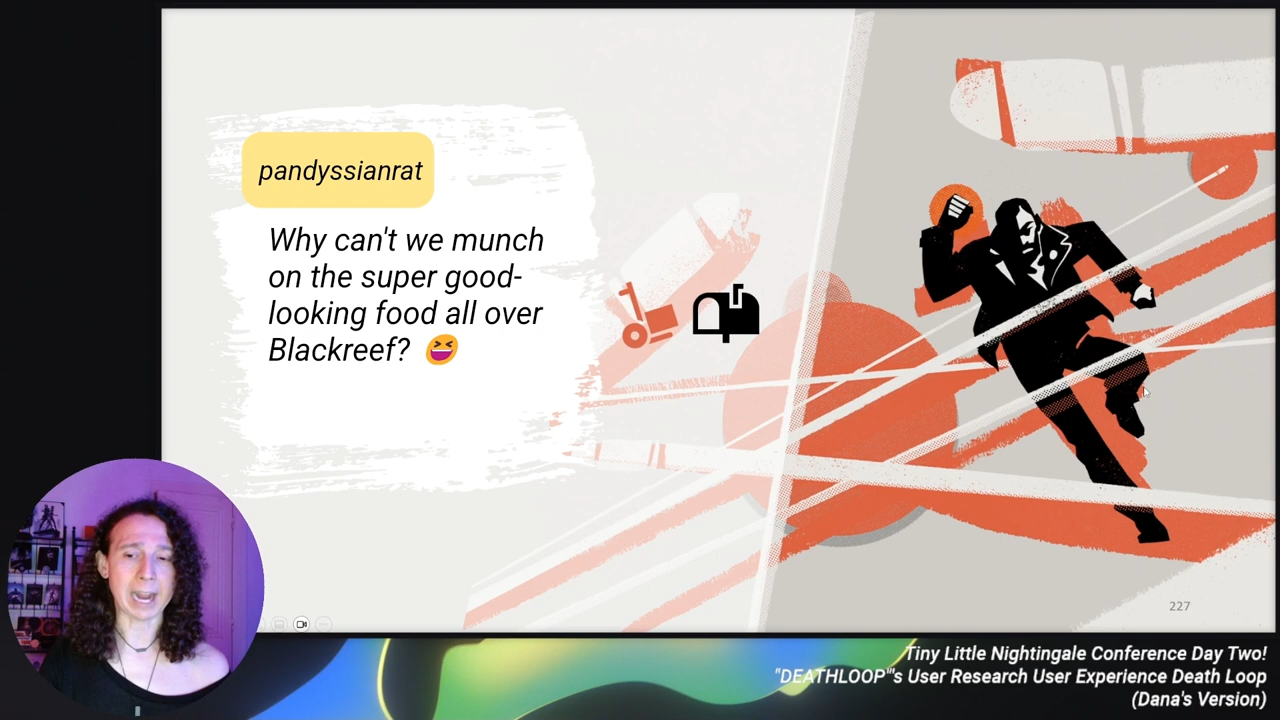 pandyssianrat
Why can't we munch
on the super good-
looking food all over
Blackreef? 😆
227
Tiny Little Nightingale Conference Day Two!
"DEATHLOOP"'s User Research User Experience Death Loop
(Dana's Version)